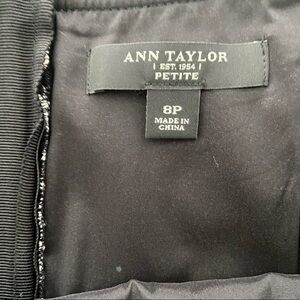 ANN TAYLOR
EST. 1954
PETITE
8P
MADE IN
CHINA